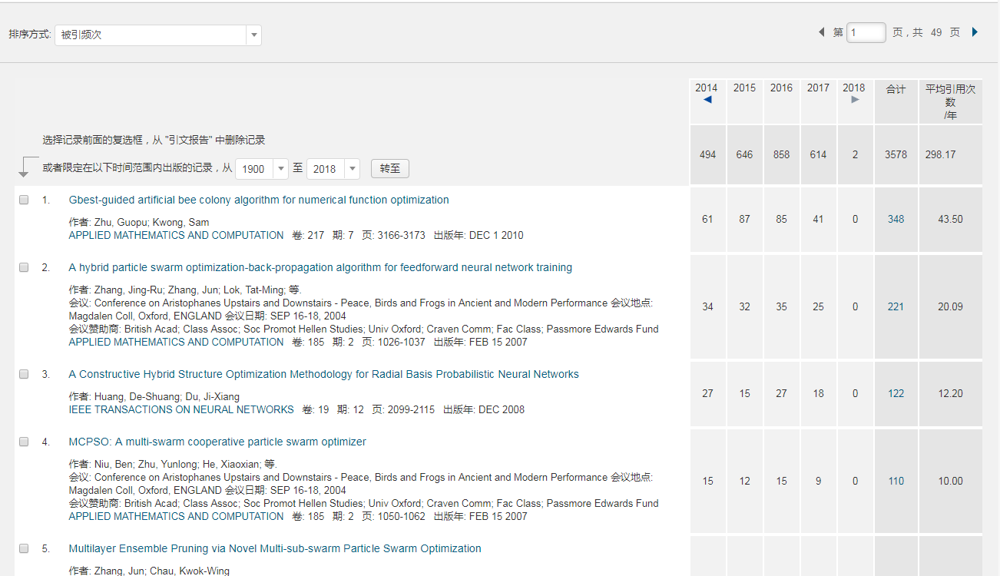 排序方式: 被引频次
第 1 页，共 49 页
2014 2015 2016 2017 2018 合计 平均引用次
数
/年
选择记录前面的复选框，从 "引文报告" 中删除记录
494 646 858 614 2 3578 298.17
或者限定在以下时间范围内出版的记录，从 1900 至 2018 转至
1. Gbest-guided artificial bee colony algorithm for numerical function optimization
61 87 85 41 0 348 43.50
作者: Zhu, Guopu; Kwong, Sam
APPLIED MATHEMATICS AND COMPUTATION 卷: 217 期: 7 页: 3166-3173 出版年: DEC 1 2010
2. A hybrid particle swarm optimization-back-propagation algorithm for feedforward neural network training
作者: Zhang, Jing-Ru; Zhang, Jun; Lok, Tat-Ming; 等.
会议: Conference on Aristophanes Upstairs and Downstairs - Peace, Birds and Frogs in Ancient and Modern Performance 会议地点:
34 32 35 25 0 221 20.09
Magdalen Coll, Oxford, ENGLAND 会议日期: SEP 16-18, 2004
会议赞助商: British Acad; Class Assoc; Soc Promot Hellen Studies; Univ Oxford; Craven Comm; Fac Class; Passmore Edwards Fund
APPLIED MATHEMATICS AND COMPUTATION 卷: 185 期: 2 页: 1026-1037 出版年: FEB 15 2007
3. A Constructive Hybrid Structure Optimization Methodology for Radial Basis Probabilistic Neural Networks
27 15 27 18 0 122 12.20
作者: Huang, De-Shuang; Du, Ji-Xiang
IEEE TRANSACTIONS ON NEURAL NETWORKS 卷: 19 期: 12 页: 2099-2115 出版年: DEC 2008
4. MCPSO: A multi-swarm cooperative particle swarm optimizer
作者: Niu, Ben; Zhu, Yunlong; He, Xiaoxian; 等.
会议: Conference on Aristophanes Upstairs and Downstairs - Peace, Birds and Frogs in Ancient and Modern Performance 会议地点:
15 12 15 9 0 110 10.00
Magdalen Coll, Oxford, ENGLAND 会议日期: SEP 16-18, 2004
会议赞助商: British Acad; Class Assoc; Soc Promot Hellen Studies; Univ Oxford; Craven Comm; Fac Class; Passmore Edwards Fund
APPLIED MATHEMATICS AND COMPUTATION 卷: 185 期: 2 页: 1050-1062 出版年: FEB 15 2007
5. Multilayer Ensemble Pruning via Novel Multi-sub-swarm Particle Swarm Optimization
作者: Zhang, Jun; Chau, Kwok-Wing